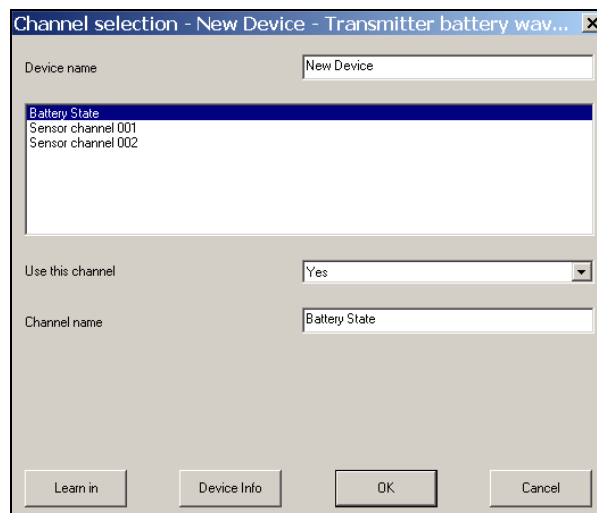 Channel selection - New Device - Transmitter battery wav...
Device name
New Device
Battery State
Sensor channel 001
Sensor channel 002
Use this channel
Yes
Channel name
Battery State
Learn in
Device Info
OK
Cancel